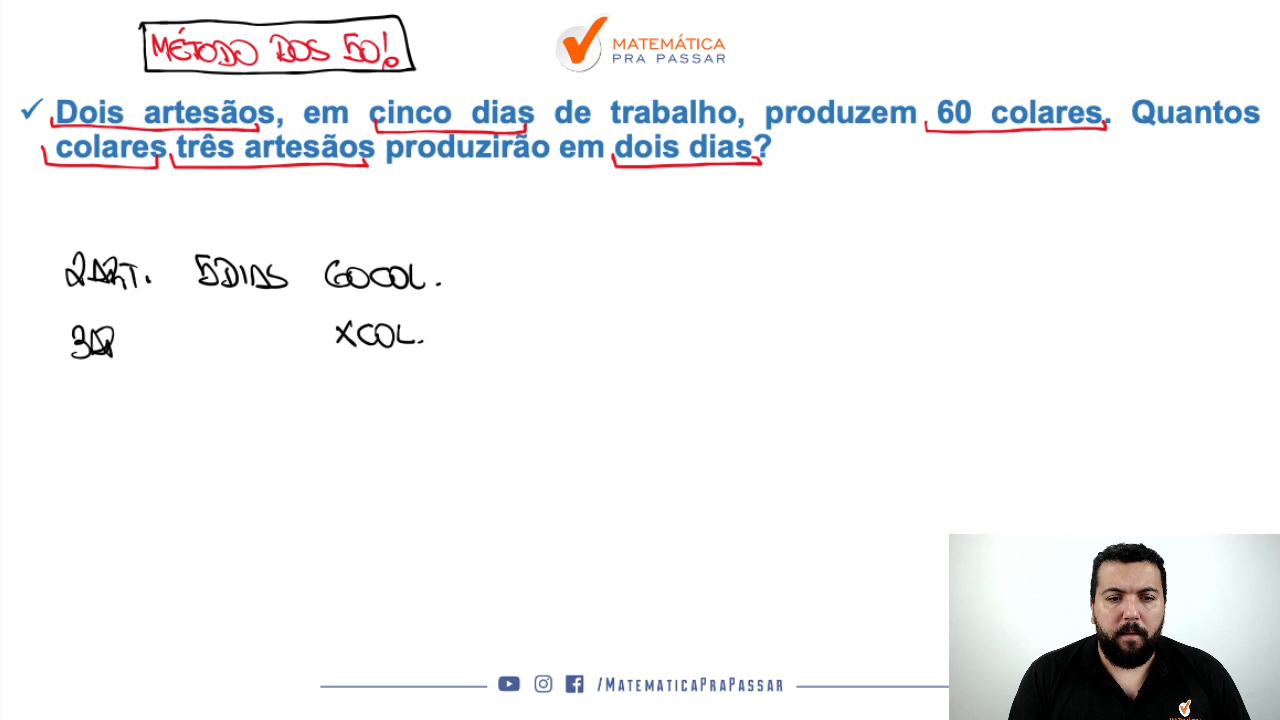 MÉTODO DOS 50!
MATEMÁTICA
PRA PASSAR
✓ Dois artesãos, em cinco dias de trabalho, produzem 60 colares. Quantos
colares três artesãos produzirão em dois dias?
2ART. 5DIAS 60COL.
3A XCOL.
/MATEMATICAPRAPASSAR